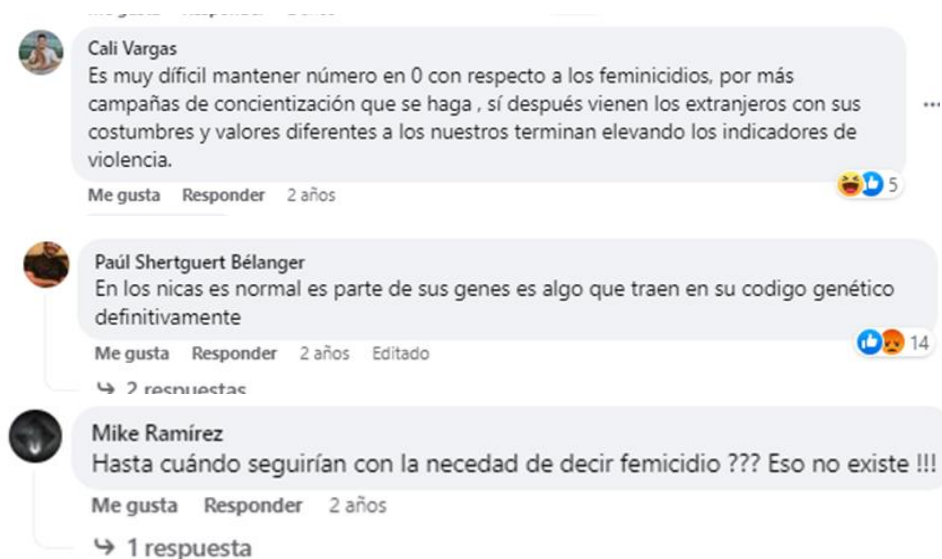 Cali Vargas
Es muy díficil mantener número en 0 con respecto a los feminicidios, por más
campañas de concientización que se haga , sí después vienen los extranjeros con sus
costumbres y valores diferentes a los nuestros terminan elevando los indicadores de
violencia.
5
Me gusta Responder 2 años
Paúl Shertguert Bélanger
En los nicas es normal es parte de sus genes es algo que traen en su codigo genético
definitivamente
14
Me gusta Responder 2 años Editado
2 respuestas
Mike Ramírez
Hasta cuándo seguirían con la necedad de decir femicidio ??? Eso no existe !!!
Me gusta Responder 2 años
1 respuesta